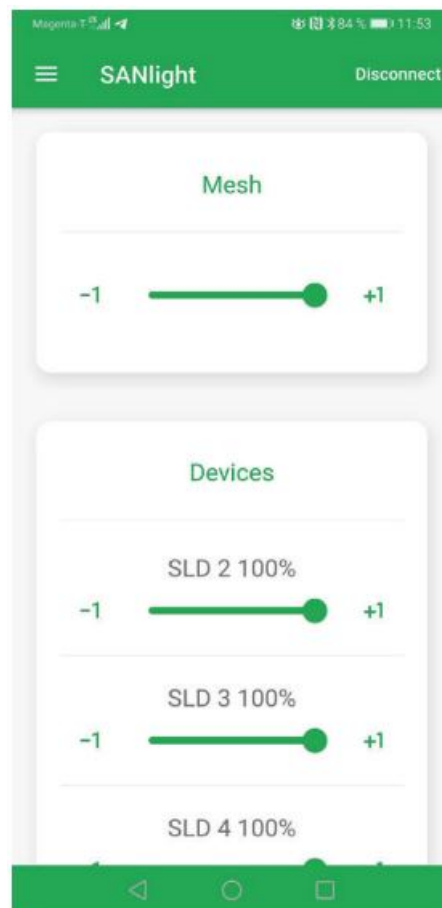 Magenta-T 84 % 11:53
SANlight Disconnect
Mesh
-1 +1
Devices
SLD 2 100%
-1 +1
SLD 3 100%
-1 +1
SLD 4 100%